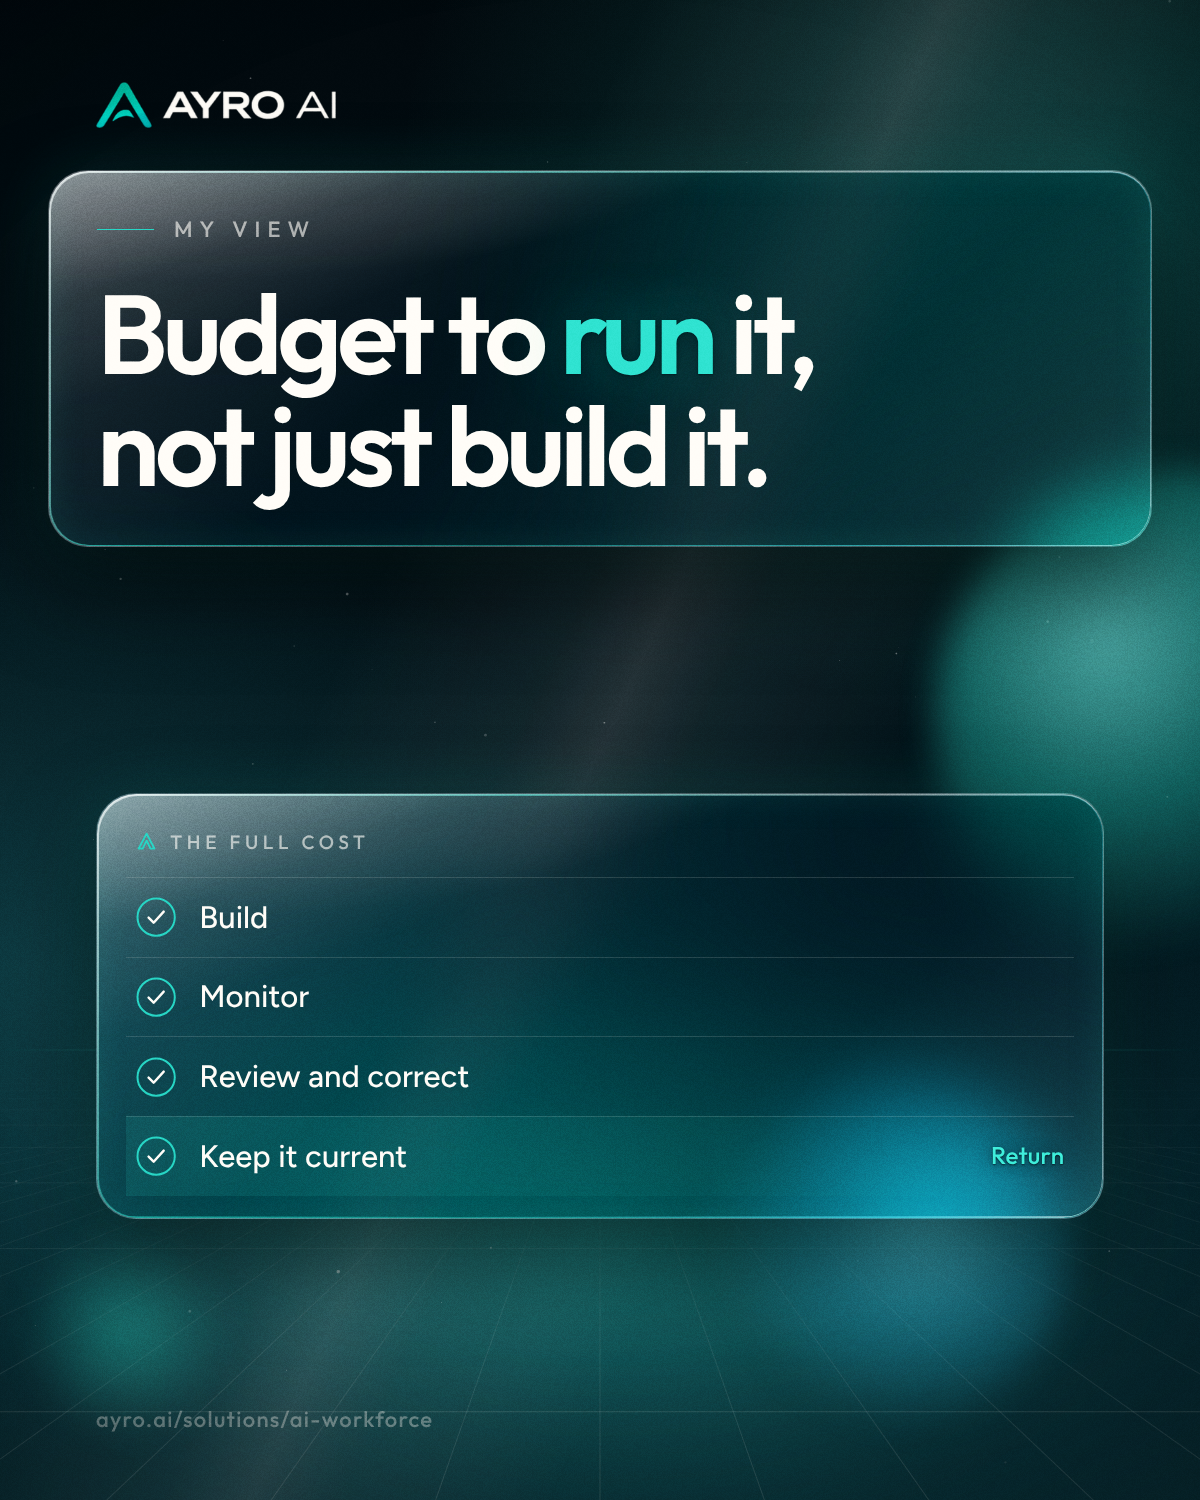 AYRO AI
MY VIEW
Budget to run it,
not just build it.
THE FULL COST
Build
Monitor
Review and correct
Keep it current
Return
ayro.ai/solutions/ai-workforce